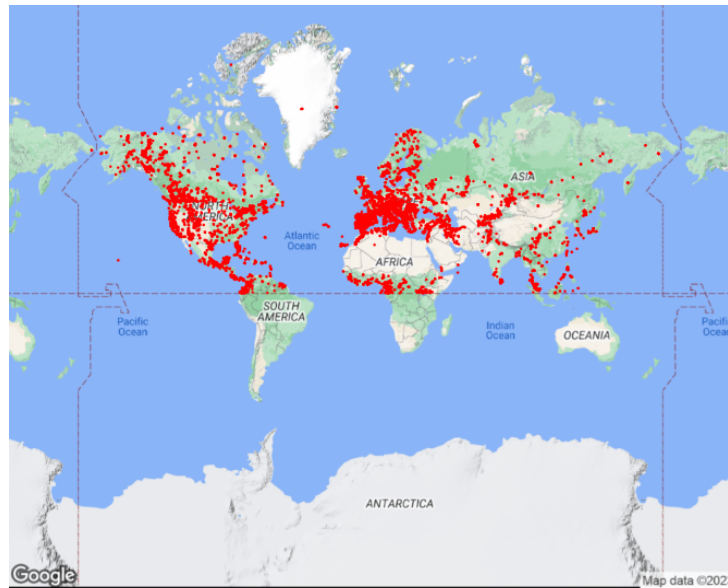 ASIA
NORTH
AMERICA
Atlantic
Ocean
AFRICA
SOUTH
AMERICA
Pacific
Ocean
Indian
Ocean
OCEANIA
Pacifi
Ocea
ANTARCTICA
Google
Map data ©202